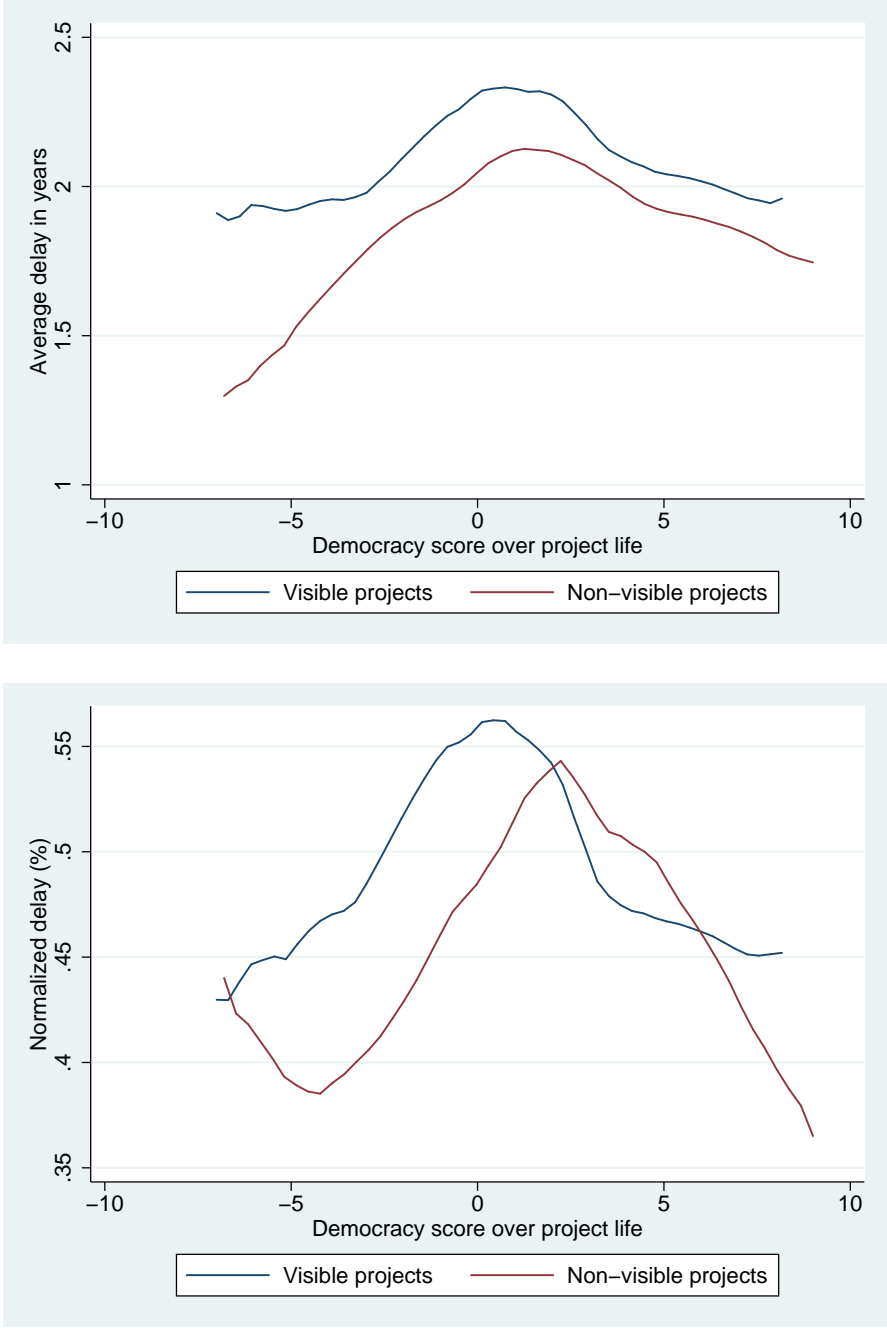 2.5
2
1.5
1
Average delay in years
−10 −5 0 5 10
Democracy score over project life
Visible projects Non−visible projects
.55
.5
.45
.4
.35
Normalized delay (%)
−10 −5 0 5 10
Democracy score over project life
Visible projects Non−visible projects